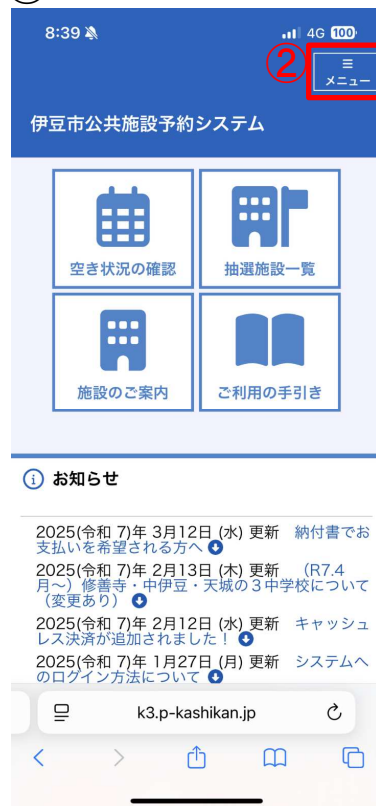 8:39 4G 100
②
メニュー
伊豆市公共施設予約システム
空き状況の確認 抽選施設一覧
施設のご案内 ご利用の手引き
お知らせ
2025(令和 7)年 3月12日 (水) 更新 納付書でお
支払いを希望される方へ
2025(令和 7)年 2月13日 (木) 更新 （R7.4
月～）修善寺・中伊豆・天城の３中学校について
（変更あり）
2025(令和 7)年 2月12日 (水) 更新 キャッシュ
レス決済が追加されました！
2025(令和 7)年 1月27日 (月) 更新 システムへ
のログイン方法について
k3.p-kashikan.jp